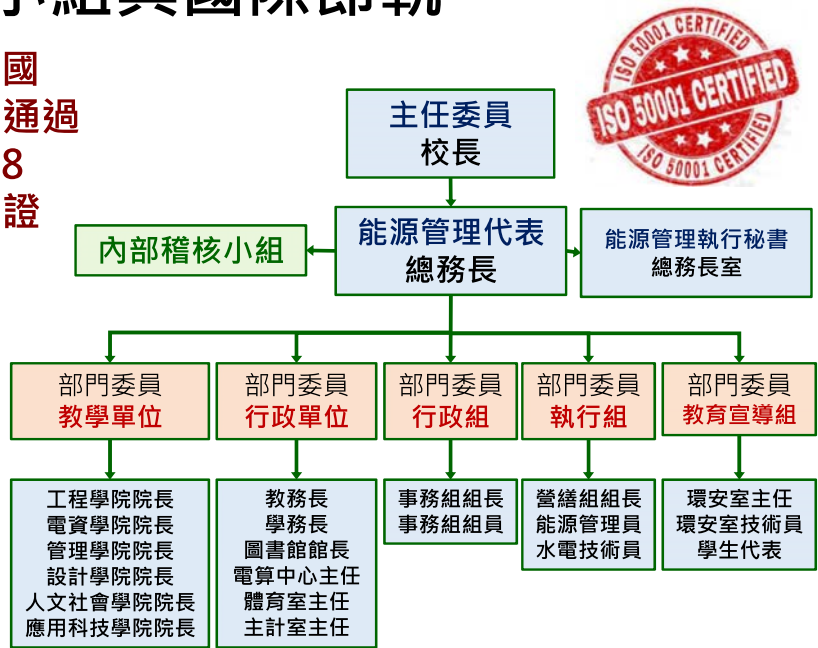 小組與國際節軌
國
通過
8
證
ISO 50001 CERTIFIED
ISO 50001 CERTIFIED
ISO 50001 CERTIFIED
主任委員
校長
能源管理代表
總務長
內部稽核小組
能源管理執行秘書
總務長室
部門委員
教學單位
部門委員
行政單位
部門委員
行政組
部門委員
執行組
部門委員
教育宣導組
工程學院院長
電資學院院長
管理學院院長
設計學院院長
人文社會學院院長
應用科技學院院長
教務長
學務長
圖書館館長
電算中心主任
體育室主任
主計室主任
事務組組長
事務組組員
營繕組組長
能源管理員
水電技術員
環安室主任
環安室技術員
學生代表